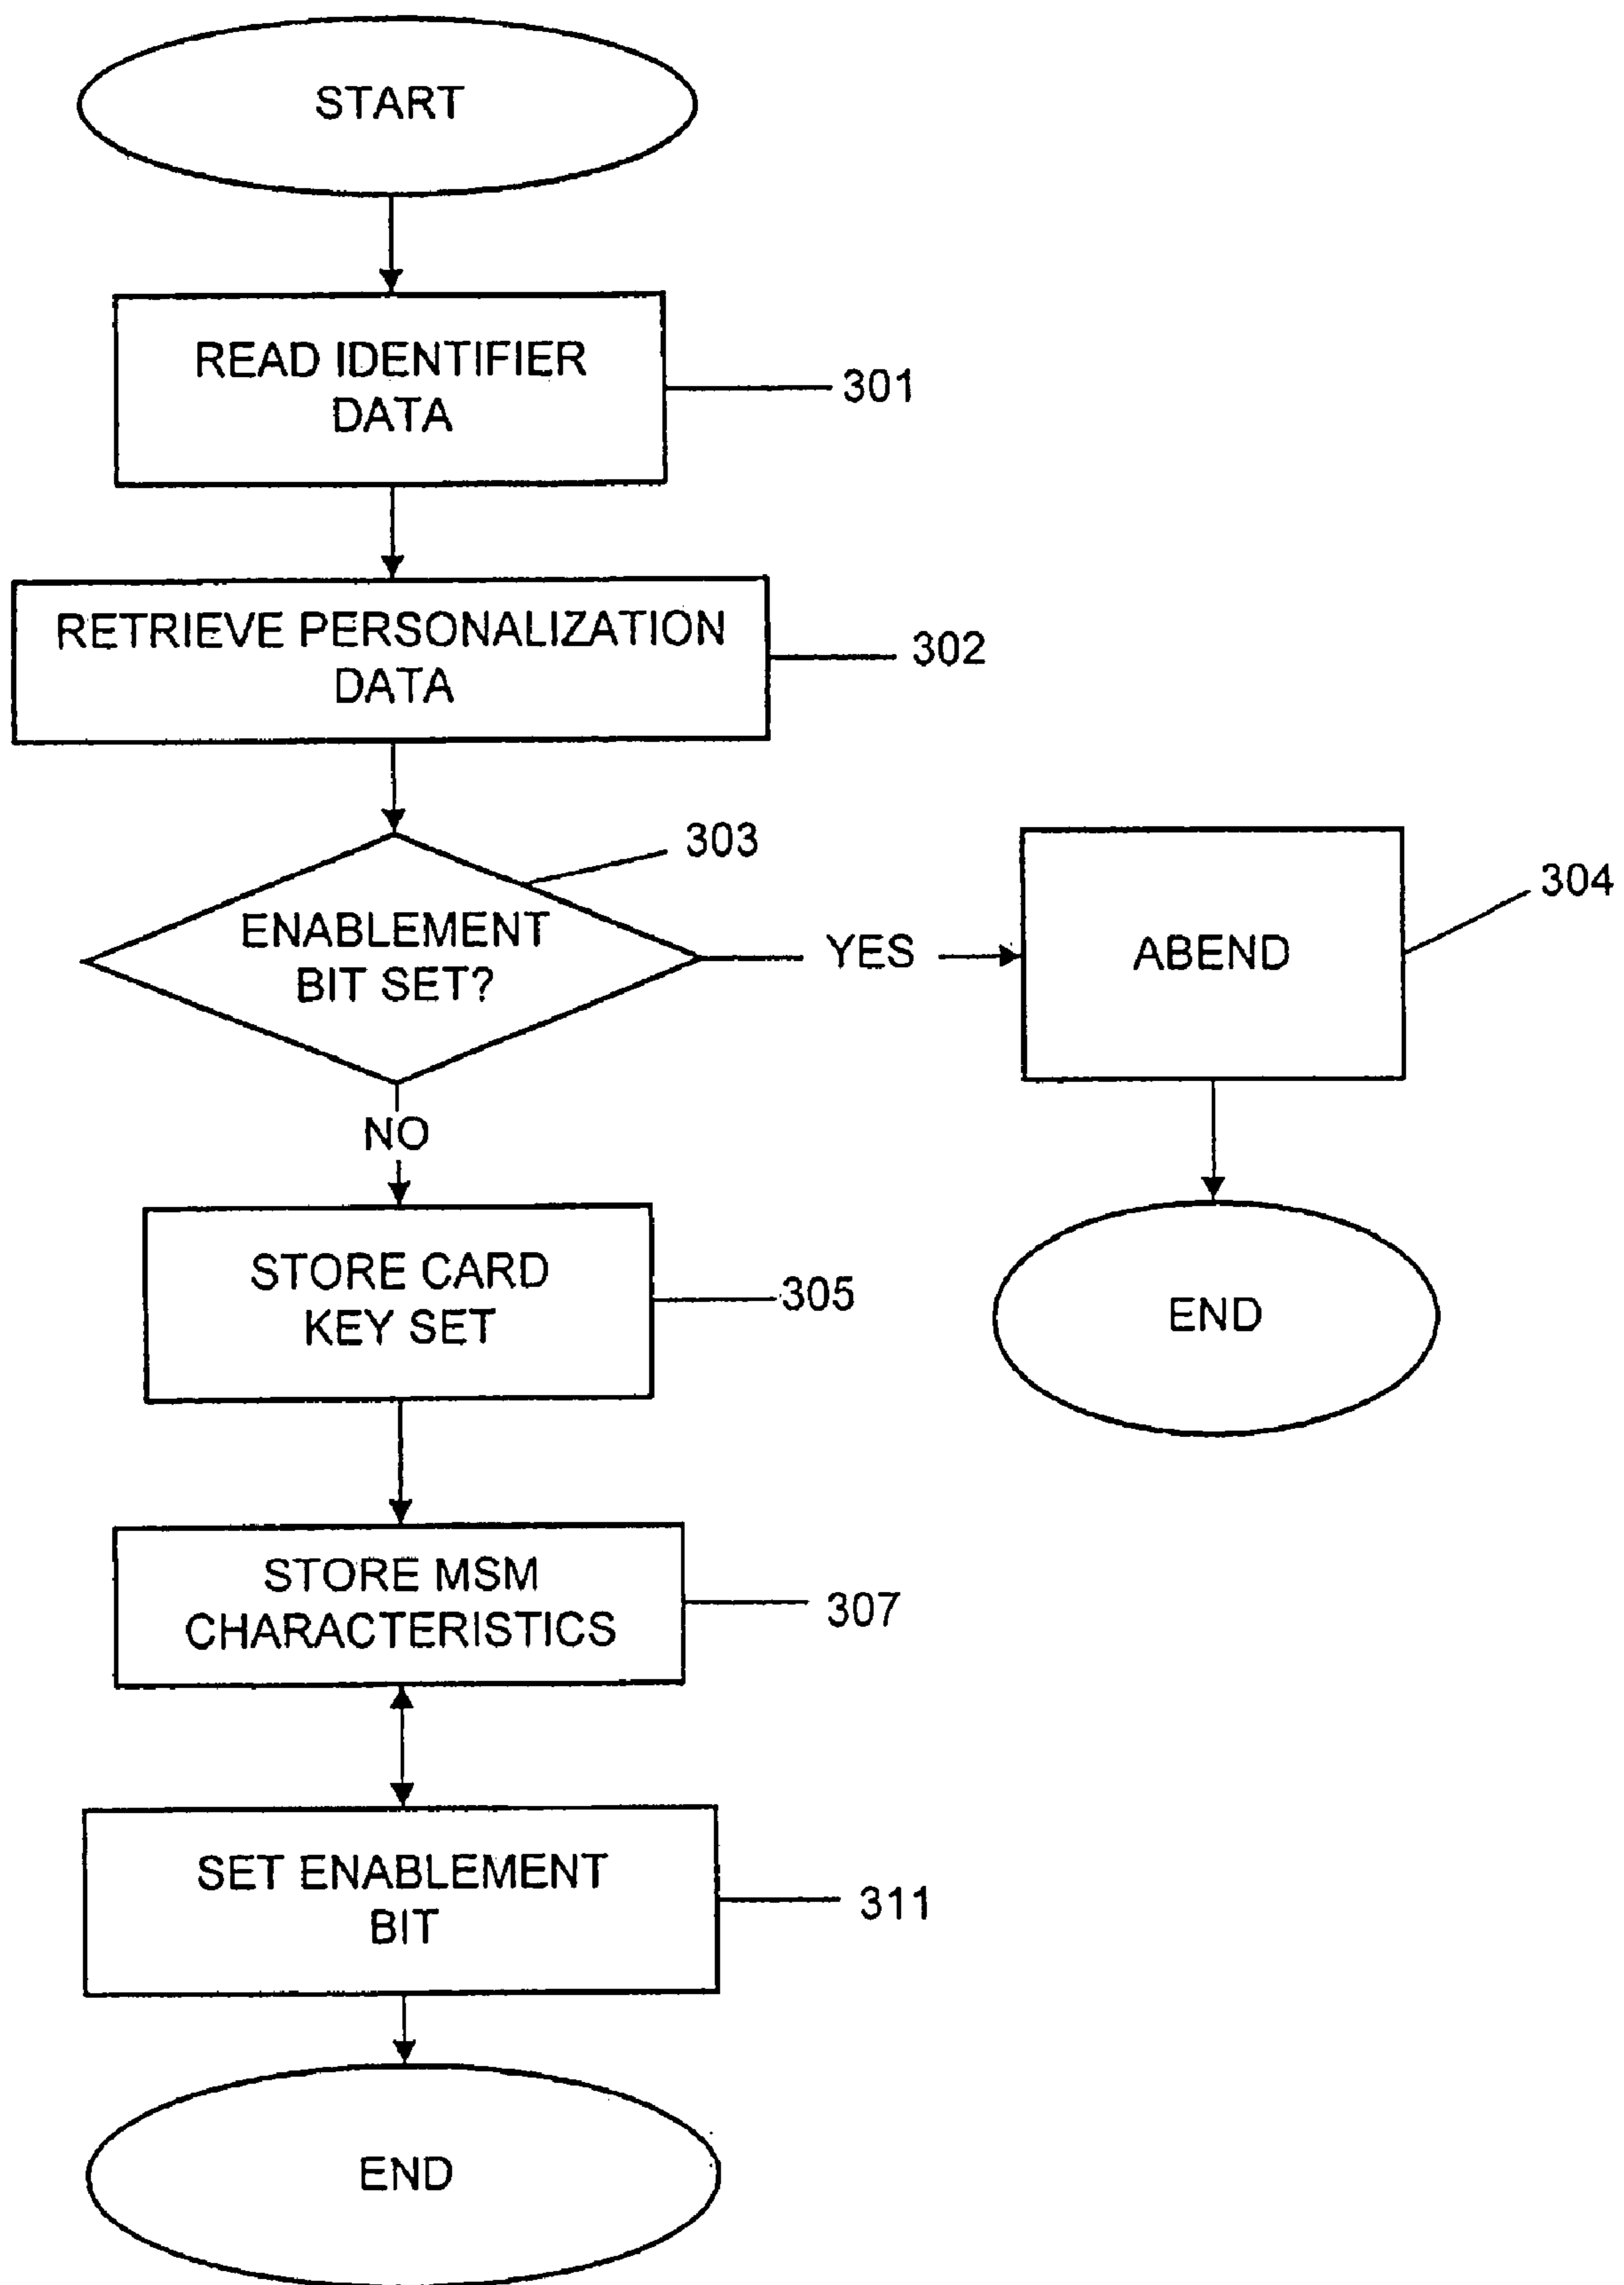 START
READ IDENTIFIER
DATA
301
RETRIEVE PERSONALIZATION
DATA
302
303
ENABLEMENT
BIT SET?
YES
ABEND
304
NO
STORE CARD
KEY SET
305
END
STORE MSM
CHARACTERISTICS
307
SET ENABLEMENT
BIT
311
END